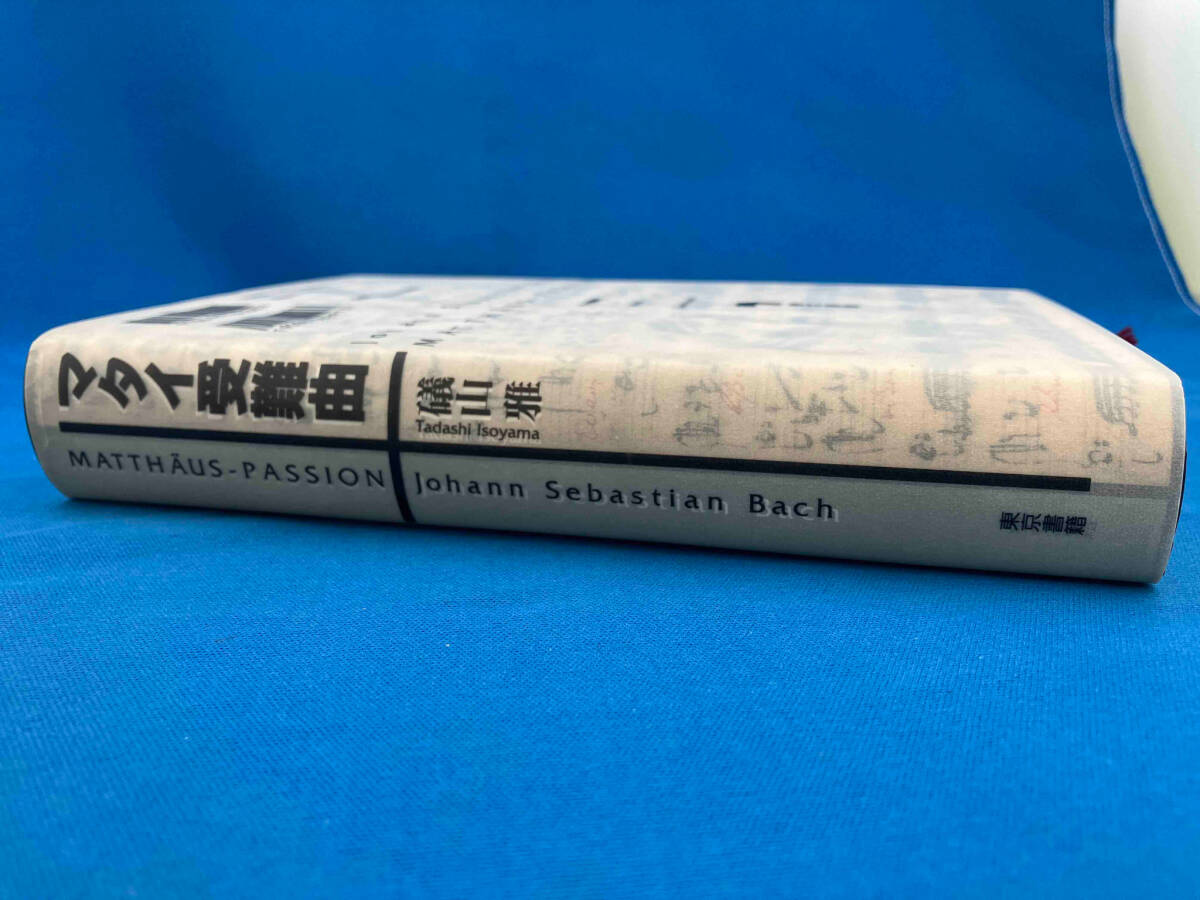 マタイ受難曲
礒山雅
Tadashi Isoyama
MATTHÄUS-PASSION
Johann Sebastian Bach
東京書籍